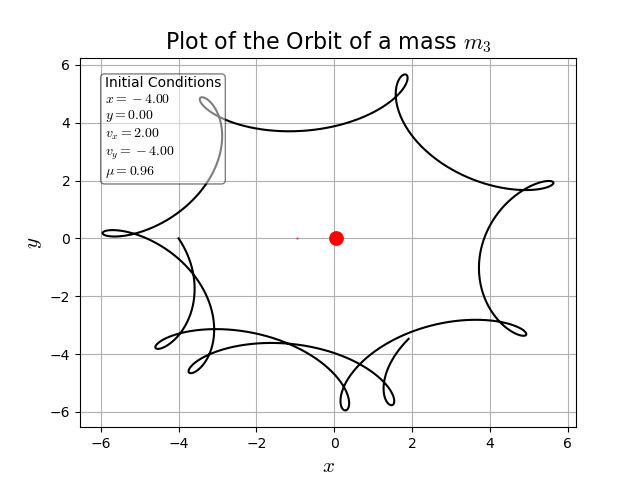 Plot of the Orbit of a mass m₃
Initial Conditions
x = −4.00
y = 0.00
vₓ = 2.00
v_y = −4.00
μ = 0.96
6
4
2
0
−2
−4
−6
y
−6 −4 −2 0 2 4 6
x